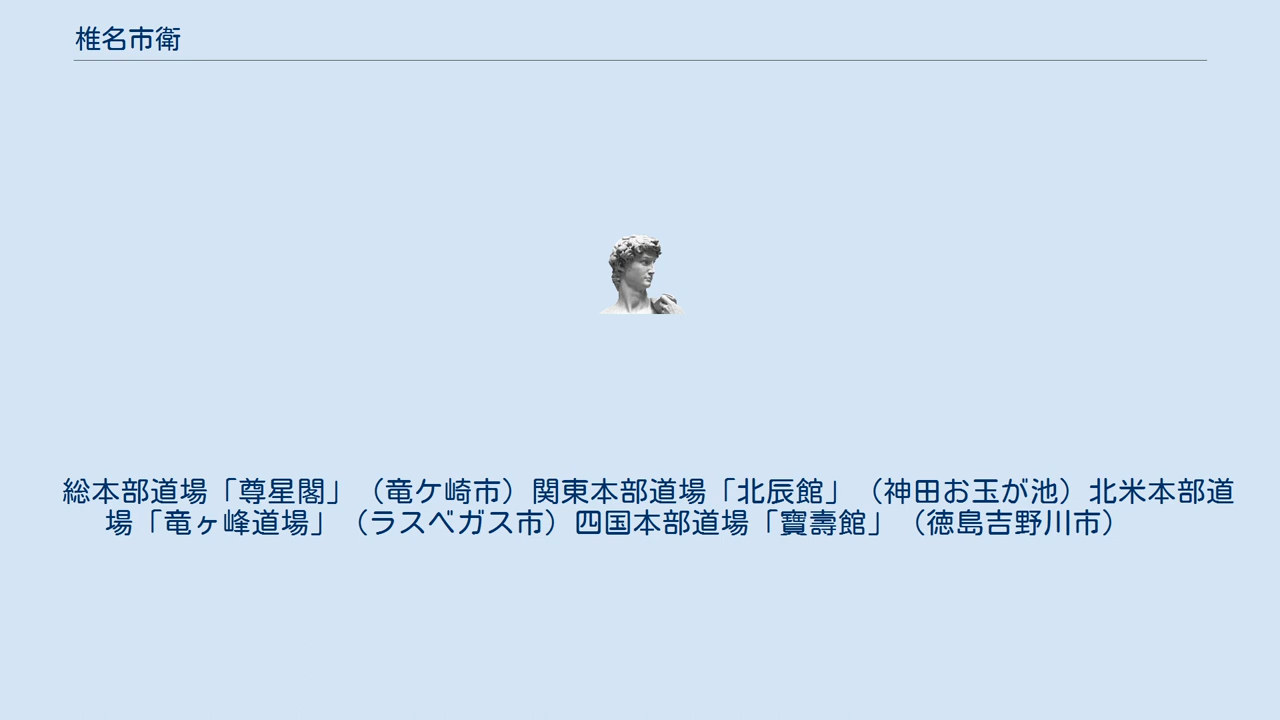 椎名市衛
総本部道場「尊星閣」（竜ケ崎市）関東本部道場「北辰館」（神田お玉が池）北米本部道
場「竜ヶ峰道場」（ラスベガス市）四国本部道場「寶壽館」（徳島吉野川市）